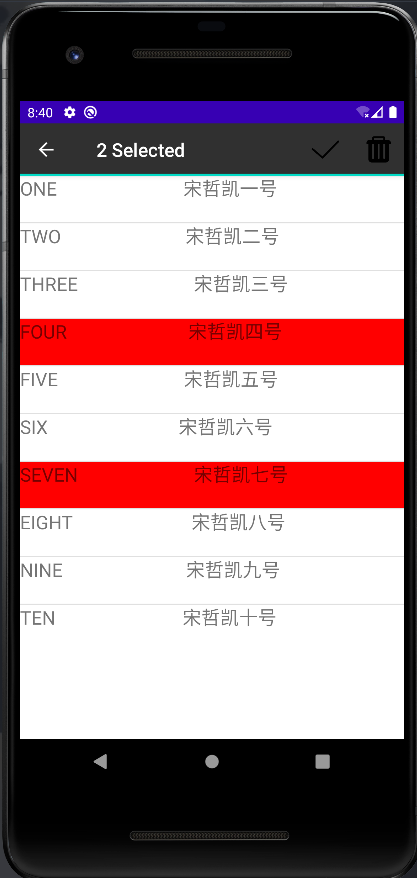 8:40
2 Selected
ONE 宋哲凯一号
TWO 宋哲凯二号
THREE 宋哲凯三号
FOUR 宋哲凯四号
FIVE 宋哲凯五号
SIX 宋哲凯六号
SEVEN 宋哲凯七号
EIGHT 宋哲凯八号
NINE 宋哲凯九号
TEN 宋哲凯十号